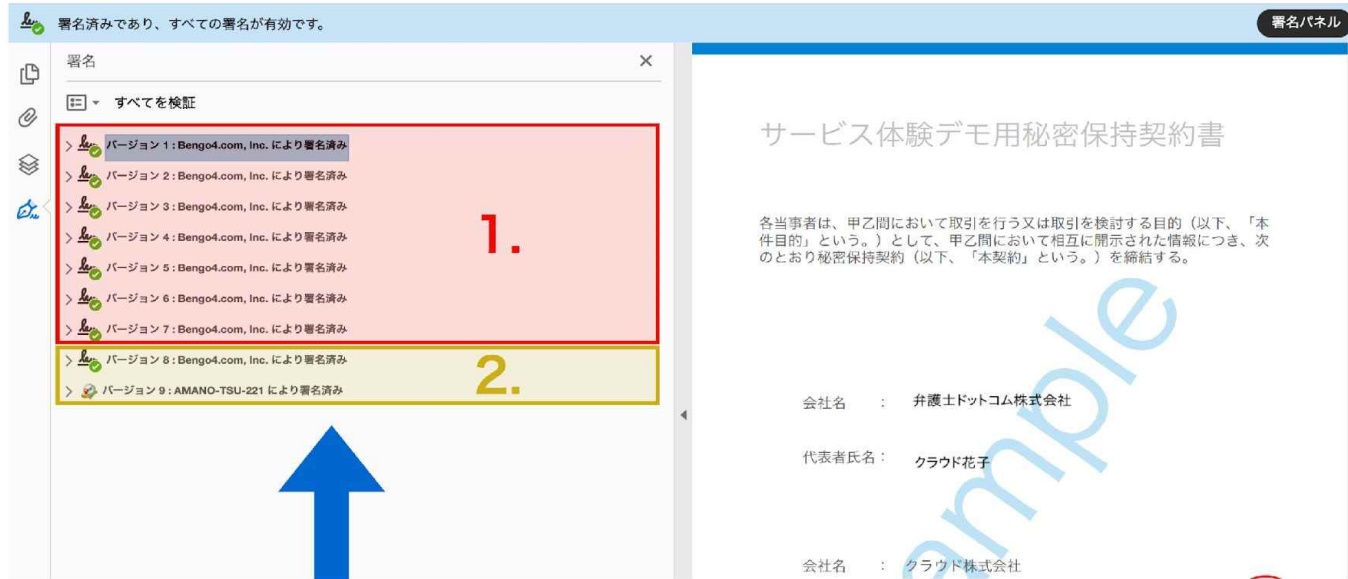 署名済みであり、すべての署名が有効です。
署名パネル
署名
すべてを検証
バージョン 1 : Bengo4.com, Inc. により署名済み
バージョン 2 : Bengo4.com, Inc. により署名済み
バージョン 3 : Bengo4.com, Inc. により署名済み
バージョン 4 : Bengo4.com, Inc. により署名済み
バージョン 5 : Bengo4.com, Inc. により署名済み
バージョン 6 : Bengo4.com, Inc. により署名済み
バージョン 7 : Bengo4.com, Inc. により署名済み
1.
バージョン 8 : Bengo4.com, Inc. により署名済み
バージョン 9 : AMANO-TSU-221 により署名済み
2.
サービス体験デモ用秘密保持契約書
各当事者は、甲乙間において取引を行う又は取引を検討する目的（以下、「本
件目的」という。）として、甲乙間において相互に開示された情報につき、次
のとおり秘密保持契約（以下、「本契約」という。）を締結する。
会社名 : 弁護士ドットコム株式会社
代表者氏名 : クラウド花子
会社名 : クラウド株式会社
ample